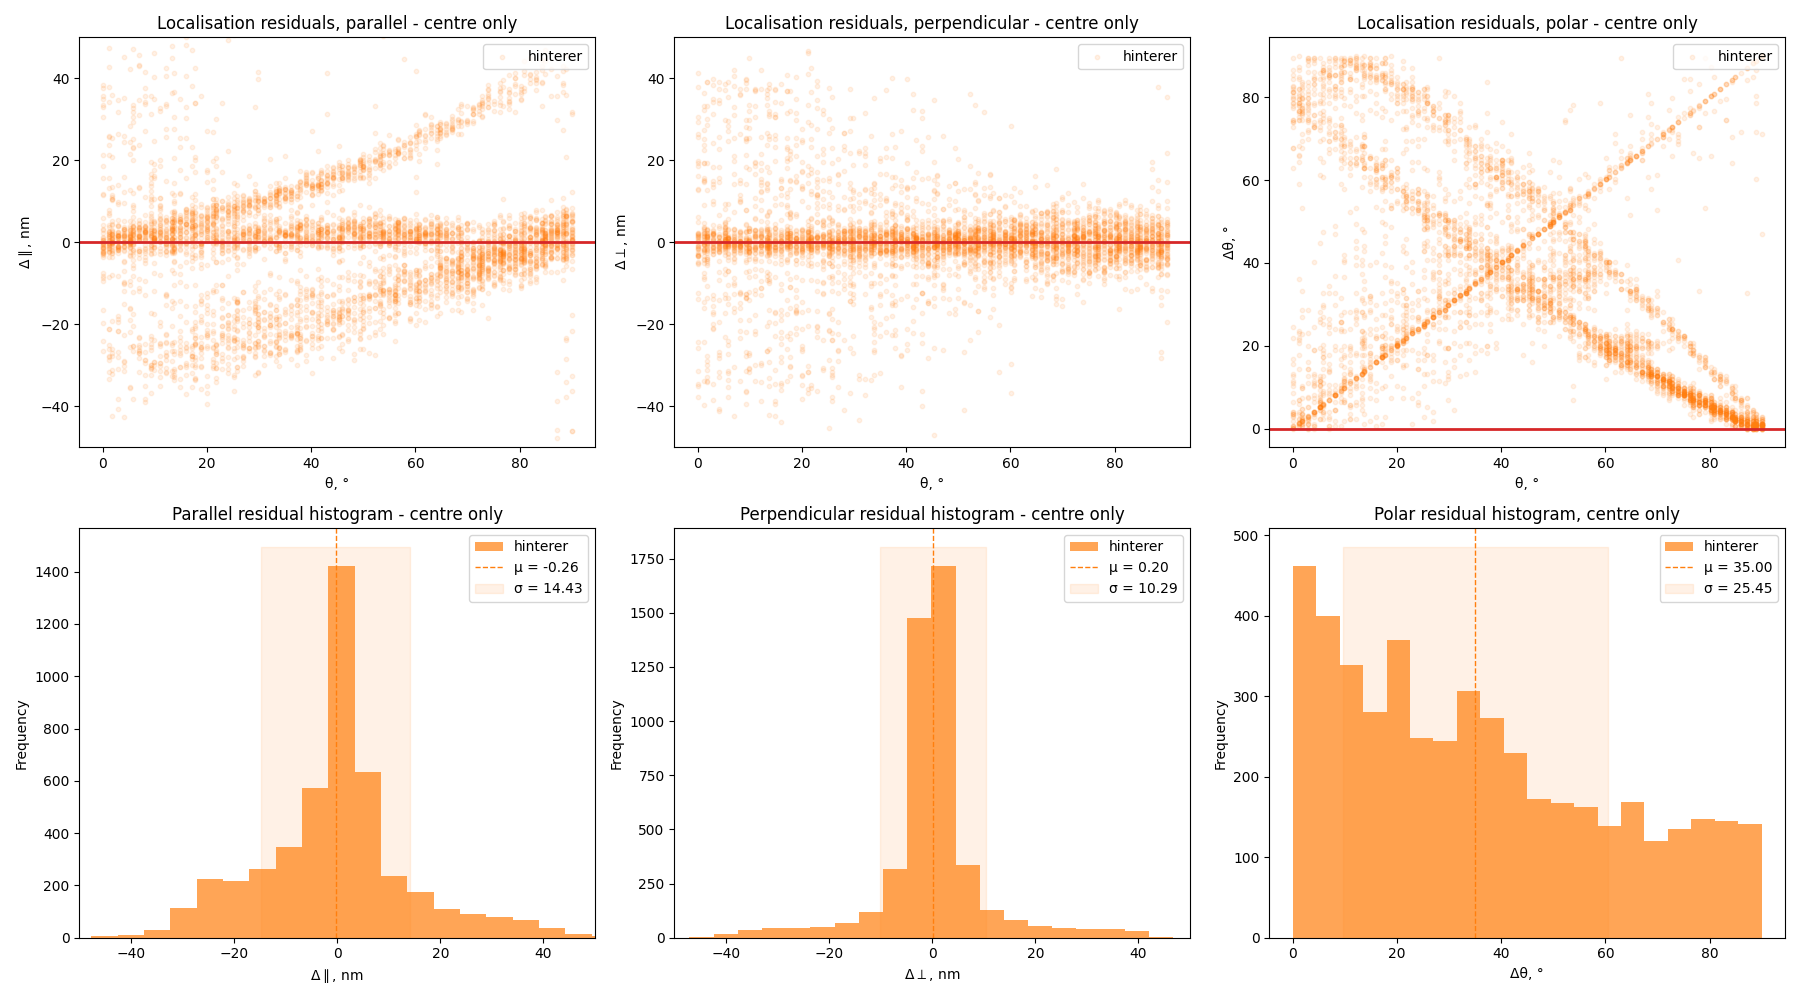 Localisation residuals, parallel - centre only
hinterer
40
20
0
−20
−40
Δ∥, nm
0 20 40 60 80
θ, °
Localisation residuals, perpendicular - centre only
hinterer
40
20
0
−20
−40
Δ⊥, nm
0 20 40 60 80
θ, °
Localisation residuals, polar - centre only
hinterer
80
60
40
20
0
Δθ, °
0 20 40 60 80
θ, °
Parallel residual histogram - centre only
hinterer
μ = -0.26
σ = 14.43
1400
1200
1000
800
600
400
200
0
Frequency
−40 −20 0 20 40
Δ∥, nm
Perpendicular residual histogram - centre only
hinterer
μ = 0.20
σ = 10.29
1750
1500
1250
1000
750
500
250
0
Frequency
−40 −20 0 20 40
Δ⊥, nm
Polar residual histogram, centre only
hinterer
μ = 35.00
σ = 25.45
500
400
300
200
100
0
Frequency
0 20 40 60 80
Δθ, °